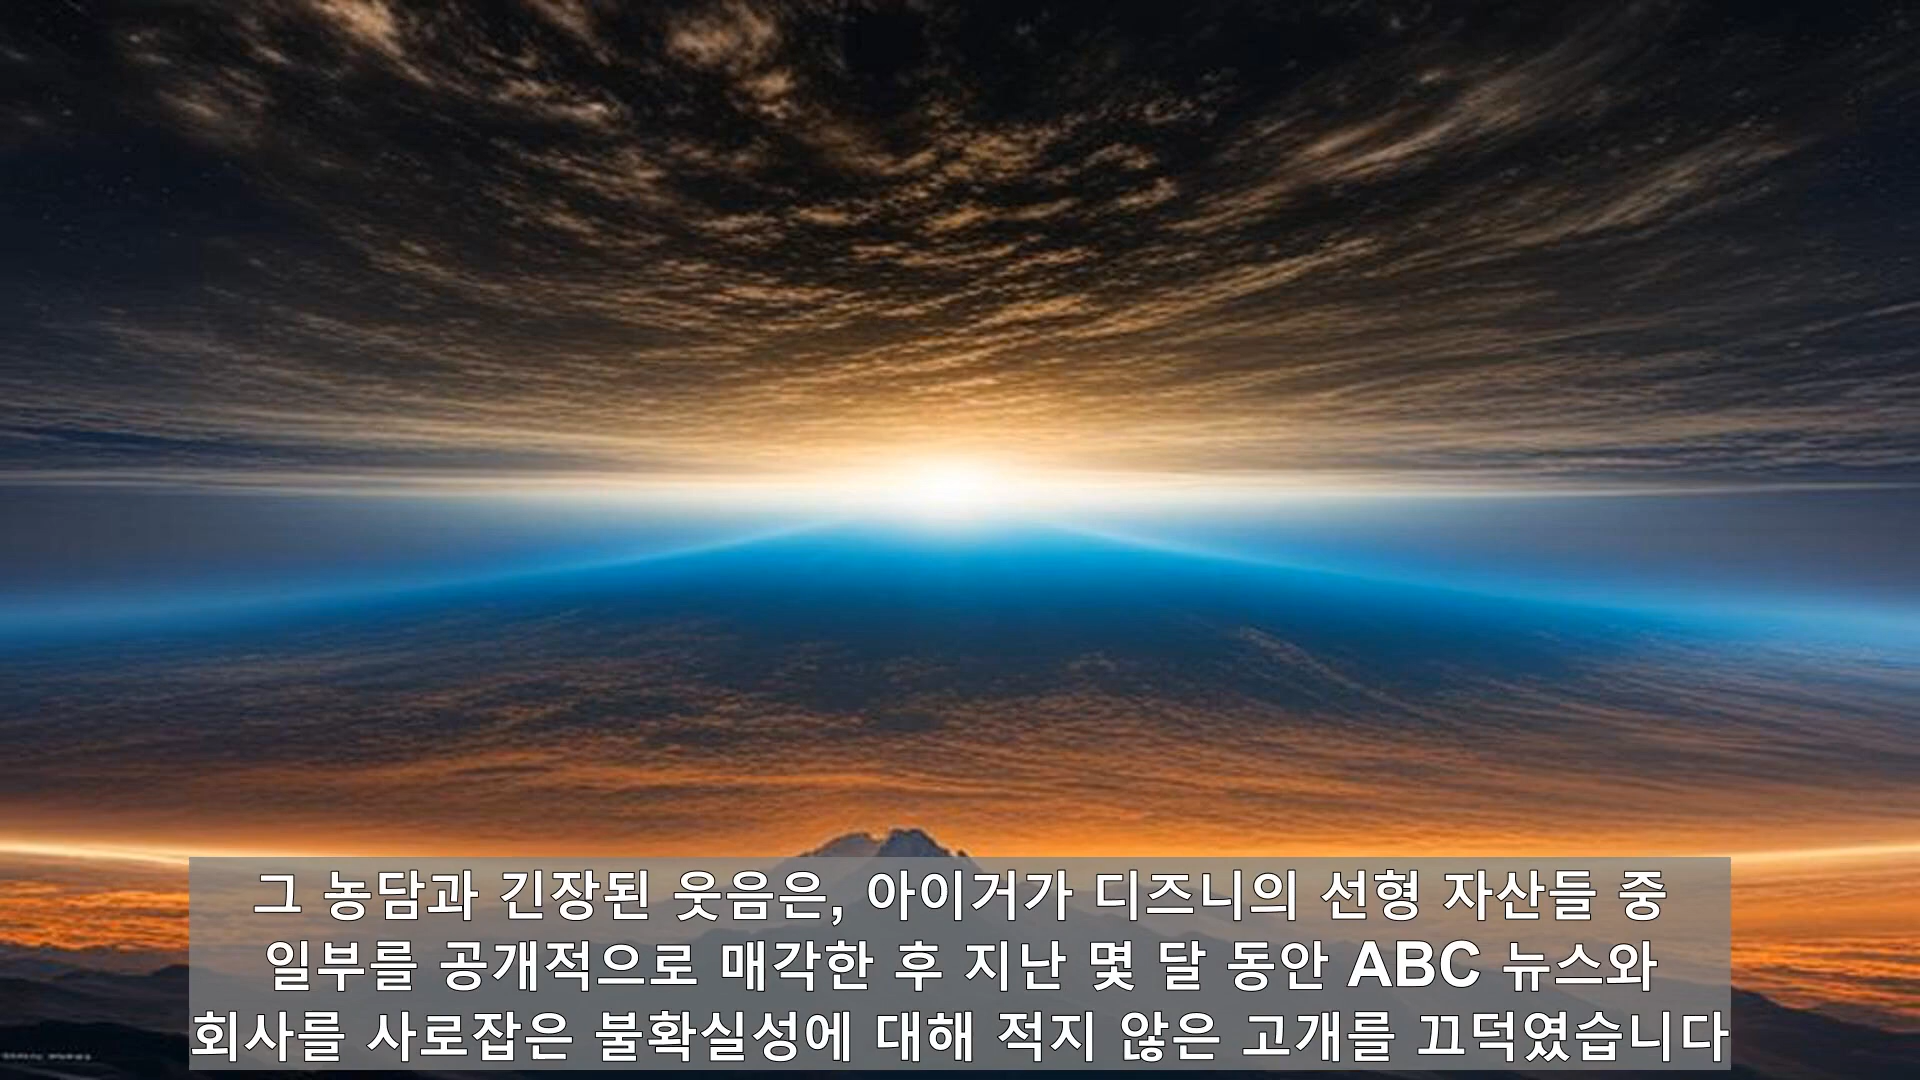 그 농담과 긴장된 웃음은, 아이거가 디즈니의 선형 자산들 중
일부를 공개적으로 매각한 후 지난 몇 달 동안 ABC 뉴스와
회사를 사로잡은 불확실성에 대해 적지 않은 고개를 끄덕였습니다